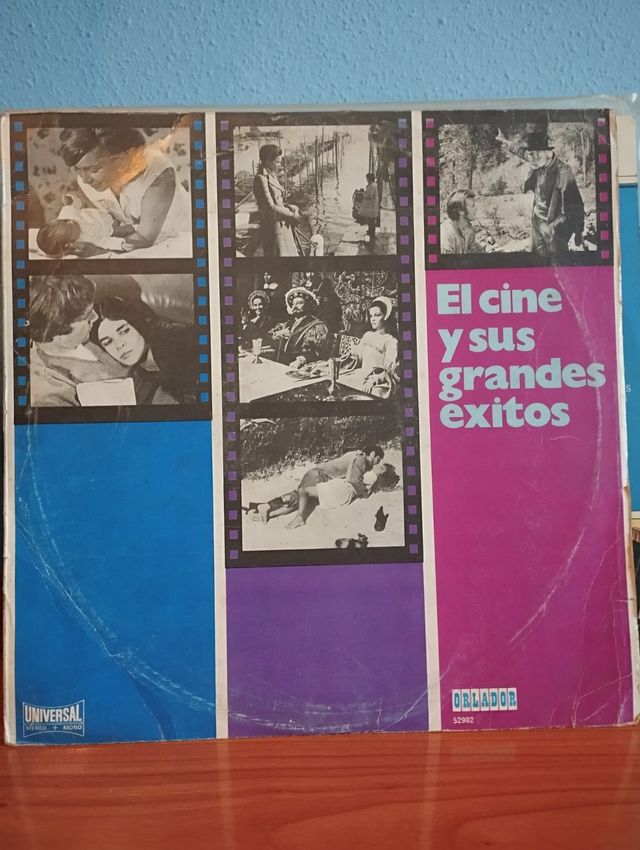 El cine
y sus
grandes
exitos
UNIVERSAL
STEREO + MONO
ORLADOR
52902